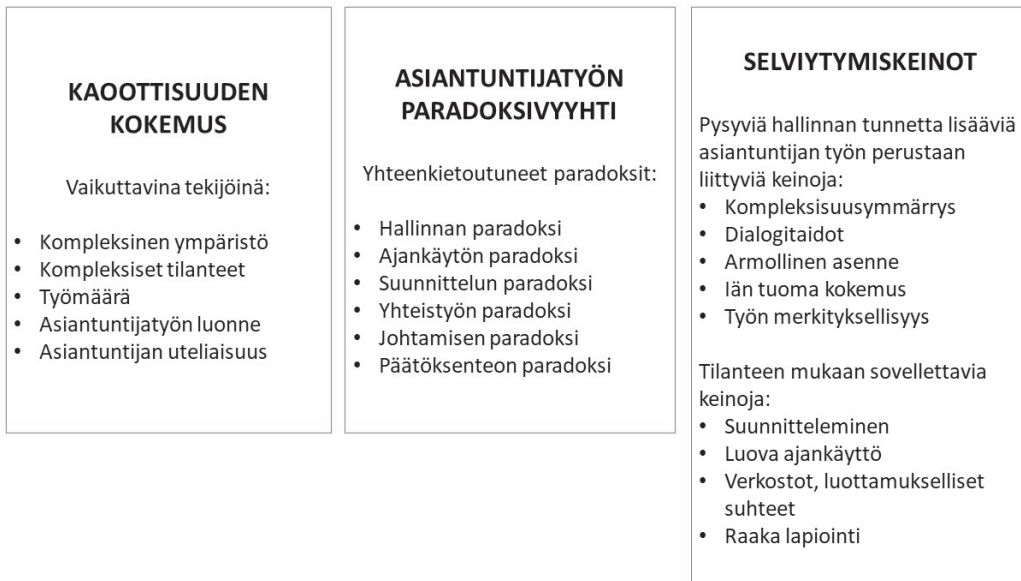 KAOOTTISUUDEN
KOKEMUS
Vaikuttavina tekijöinä:
• Kompleksinen ympäristö
• Kompleksiset tilanteet
• Työmäärä
• Asiantuntijatyön luonne
• Asiantuntijan uteliaisuus
ASIANTUNTIJATYÖN
PARADOKSIVYYHTI
Yhteenkietoutuneet paradoksit:
• Hallinnan paradoksi
• Ajankäytön paradoksi
• Suunnittelun paradoksi
• Yhteistyön paradoksi
• Johtamisen paradoksi
• Päätöksenteon paradoksi
SELVIYTYMISKEINOT
Pysyviä hallinnan tunnetta lisääviä
asiantuntijan työn perustaan
liittyviä keinoja:
• Kompleksisuusymmärrys
• Dialogitaidot
• Armollinen asenne
• Iän tuoma kokemus
• Työn merkityksellisyys
Tilanteen mukaan sovellettavia
keinoja:
• Suunnitteleminen
• Luova ajankäyttö
• Verkostot, luottamukselliset
suhteet
• Raaka lapiointi